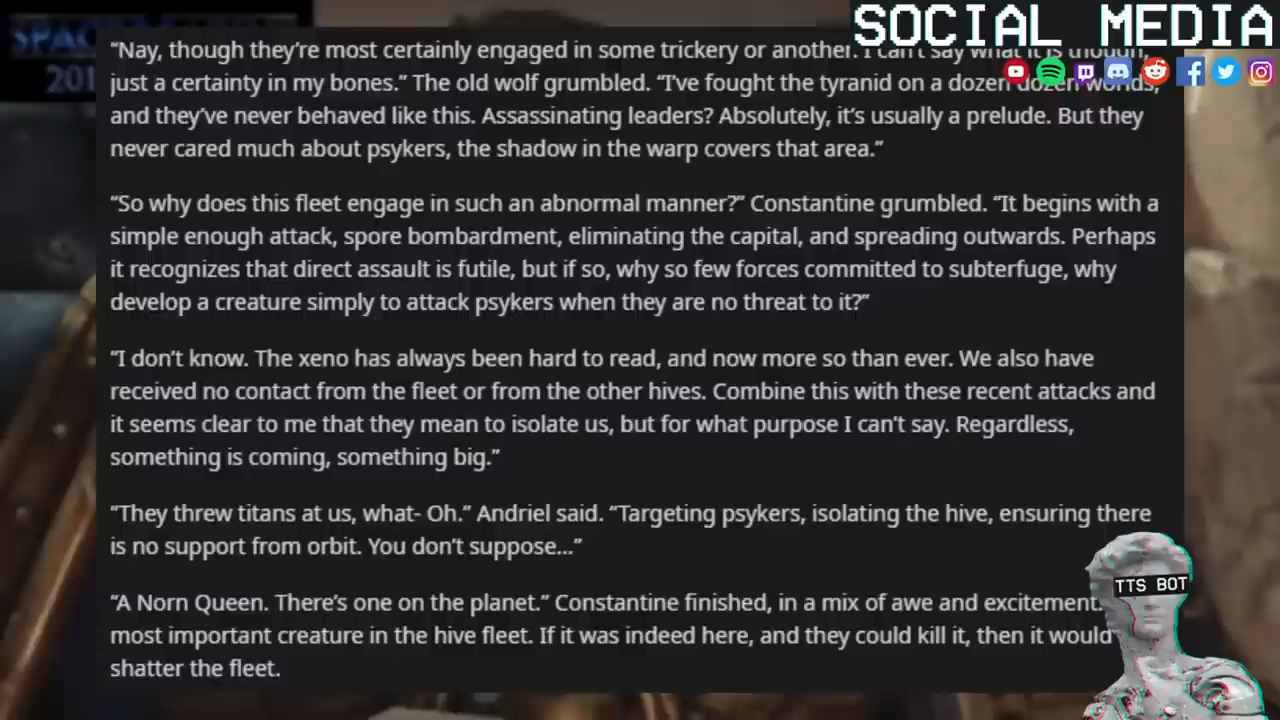 SPAC
201
SOCIAL MEDIA
“Nay, though they’re most certainly engaged in some trickery or another. I can’t say what it is though,
just a certainty in my bones.” The old wolf grumbled. “I’ve fought the tyranid on a dozen dozen worlds,
and they’ve never behaved like this. Assassinating leaders? Absolutely, it’s usually a prelude. But they
never cared much about psykers, the shadow in the warp covers that area.”
“So why does this fleet engage in such an abnormal manner?” Constantine grumbled. “It begins with a
simple enough attack, spore bombardment, eliminating the capital, and spreading outwards. Perhaps
it recognizes that direct assault is futile, but if so, why so few forces committed to subterfuge, why
develop a creature simply to attack psykers when they are no threat to it?”
“I don’t know. The xeno has always been hard to read, and now more so than ever. We also have
received no contact from the fleet or from the other hives. Combine this with these recent attacks and
it seems clear to me that they mean to isolate us, but for what purpose I can’t say. Regardless,
something is coming, something big.”
“They threw titans at us, what- Oh.” Andriel said. “Targeting psykers, isolating the hive, ensuring there
is no support from orbit. You don’t suppose…”
“A Norn Queen. There’s one on the planet.” Constantine finished, in a mix of awe and excitement.
most important creature in the hive fleet. If it was indeed here, and they could kill it, then it would
shatter the fleet.
TTS BOT